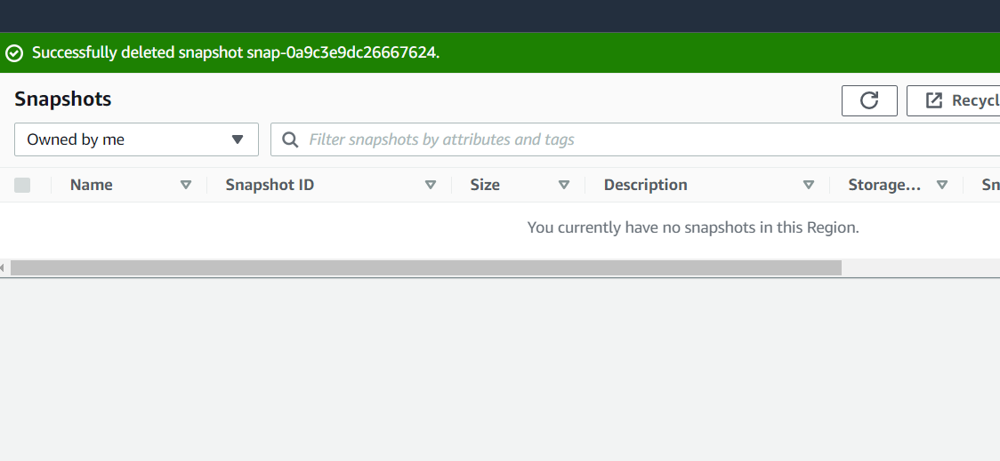 Successfully deleted snapshot snap-0a9c3e9dc26667624.
Snapshots
Recycl
Owned by me
Filter snapshots by attributes and tags
Name Snapshot ID Size Description Storage... Sn
You currently have no snapshots in this Region.